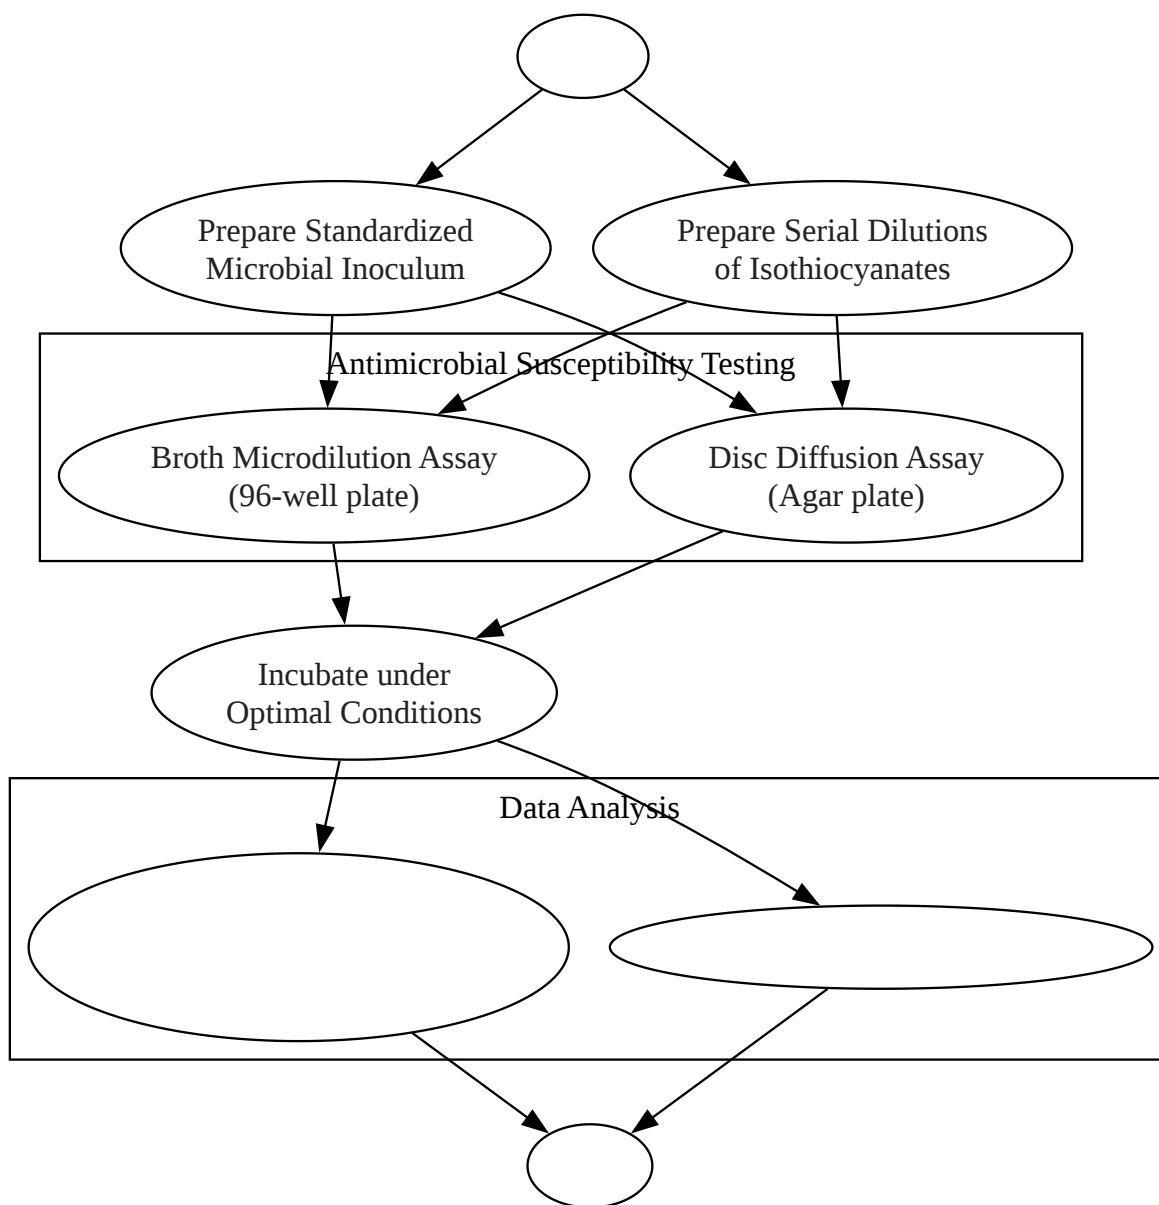 Prepare Standardized
Microbial Inoculum
Prepare Serial Dilutions
of Isothiocyanates
Antimicrobial Susceptibility Testing
Broth Microdilution Assay
(96-well plate)
Disc Diffusion Assay
(Agar plate)
Incubate under
Optimal Conditions
Data Analysis